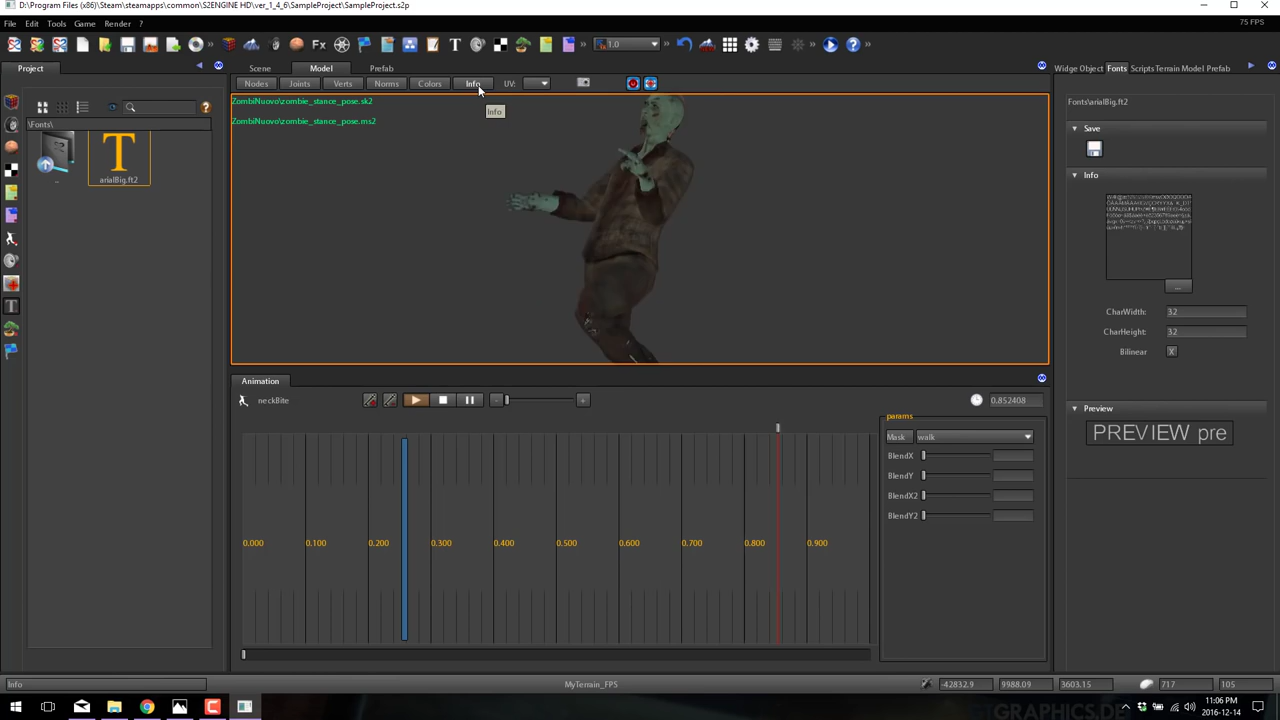 D:\Program Files (x86)\Steam\steamapps\common\S2ENGINE HD\ver_1_4_6\SampleProject\SampleProject.s2p
File Edit Tools Game Render ?
75 FPS
Fx T 1.0
Project
Scene Model Prefab
Widget Object Fonts Scripts Terrain Model Prefab
Nodes Joints Verts Norms Colors Info UV:
Info
ZombiNuovo\zombie_stance_pose.sk2
ZombiNuovo\zombie_stance_pose.ms2
\Fonts\
..
T
arialBig.ft2
Fonts\arialBig.ft2
Save
Info
...
CharWidth: 32
CharHeight: 32
Bilinear X
Preview
PREVIEW pre
Animation
neckBite
- +
0.852408
params
Mask walk
BlendX
BlendY
BlendX2
BlendY2
0.000 0.100 0.200 0.300 0.400 0.500 0.600 0.700 0.800 0.900
Info
MyTerrain_FPS
-42832.9 9988.09 3603.15 717 105
11:06 PM
2016-12-14